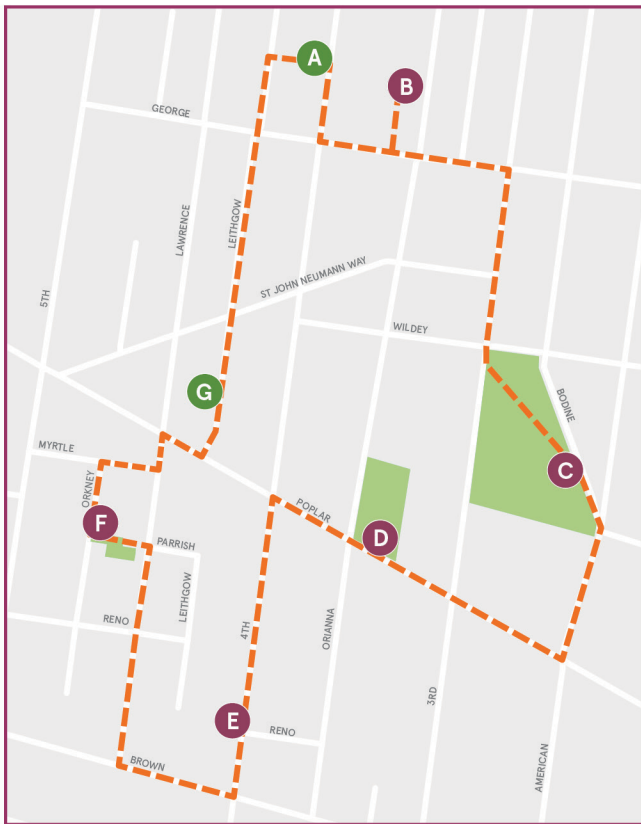 A
B
GEORGE
LAWRENCE
LEITHGOW
ST JOHN NEUMANN WAY
5TH
WILDEY
G
BODINE
MYRTLE
C
ORKNEY
POPLAR
F
D
PARRISH
LEITHGOW
RENO
4TH
ORIANNA
3RD
E
RENO
BROWN
AMERICAN